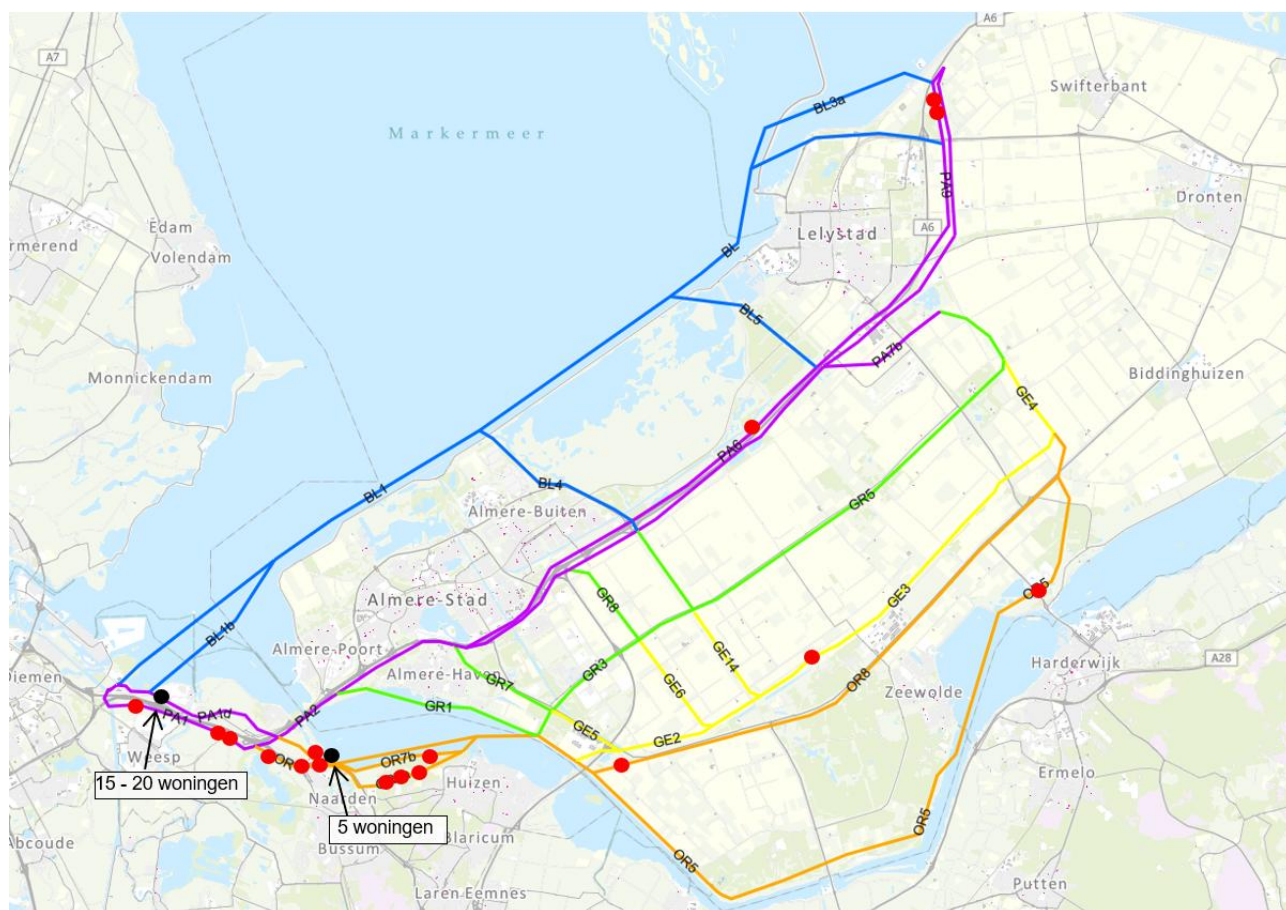 A7
A6
Swifterbant
BL3a
Markermeer
PA9
Dronten
Edam
Volendam
ermerend
Lelystad
A6
BL
BL5
PA7b
Monnickendam
Biddinghuizen
GE4
PA6
GR5
BL1
BL4
Almere-Buiten
GR8
GE3
Almere-Stad
BL1b
Almere-Poort
GE14
Harderwijk
A28
Diemen
Almere-Haven
GR3
GR7
GE6
OR8
Zeewolde
PA1d
PA1
PA2
GR1
GE5
GE2
Weesp
OR7b
15 - 20 woningen
Naarden
Huizen
Ermelo
5 woningen
OR5
Abcoude
Bussum
Blaricum
OR5
Laren
Eemnes
Putten